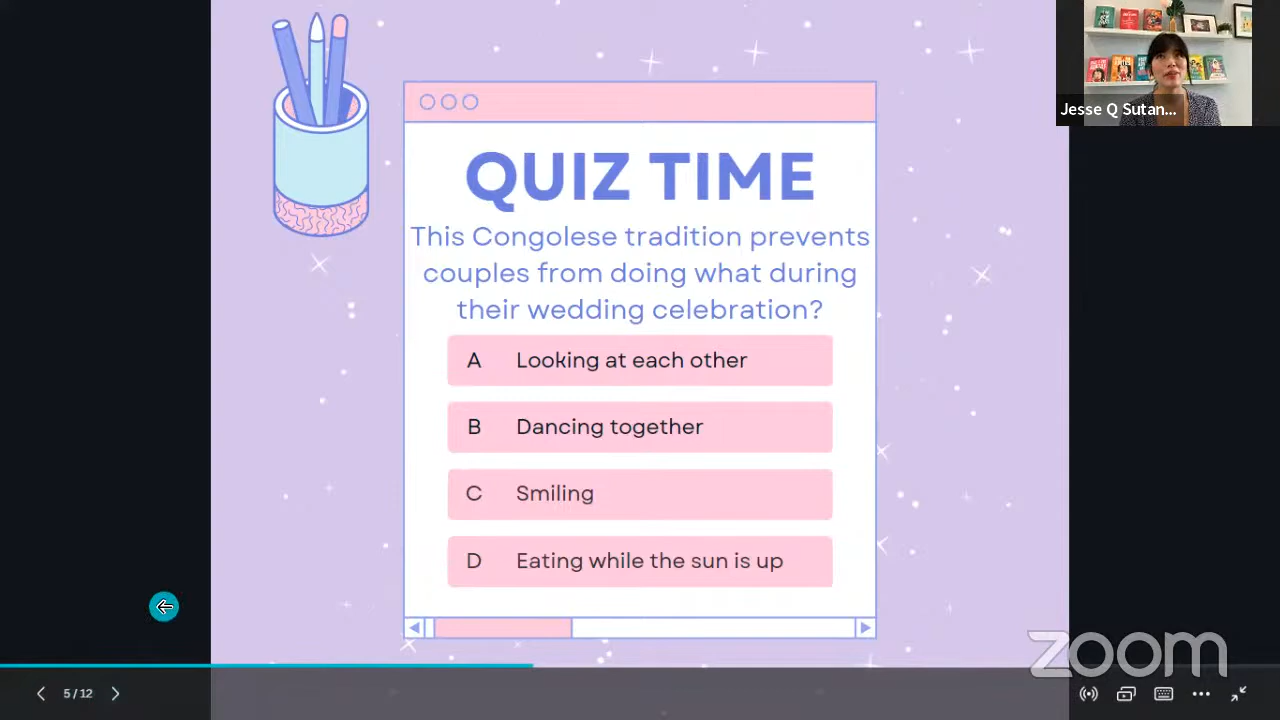 Jesse Q Sutan...
QUIZ TIME
This Congolese tradition prevents
couples from doing what during
their wedding celebration?
A Looking at each other
B Dancing together
C Smiling
D Eating while the sun is up
zoom
5 / 12